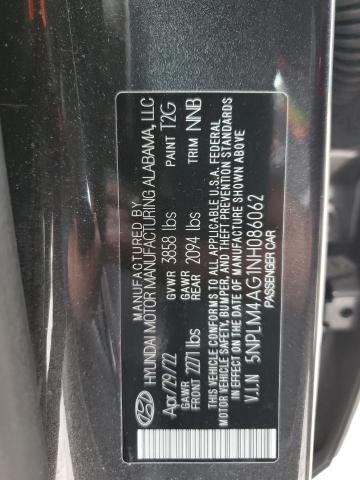 MANUFACTURED BY
HYUNDAI MOTOR MANUFACTURING ALABAMA, LLC
Apr/29/22 GVWR 3858 lbs PAINT T2G
GAWR FRONT 2271 lbs GAWR REAR 2094 lbs TRIM NNB
THIS VEHICLE CONFORMS TO ALL APPLICABLE U.S.A. FEDERAL
MOTOR VEHICLE SAFETY, BUMPER, AND THEFT PREVENTION STANDARDS
IN EFFECT ON THE DATE OF MANUFACTURE SHOWN ABOVE
V.I.N 5NPLM4AG1NH086062
PASSENGER CAR